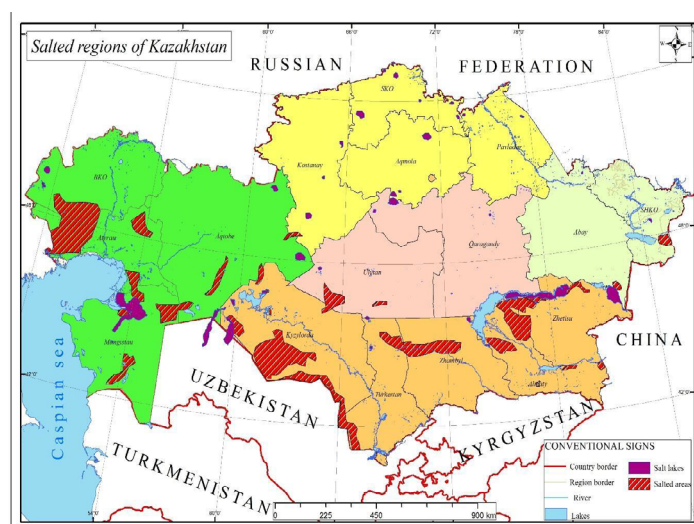 Salted regions of Kazakhstan
RUSSIAN FEDERATION
N
W E
S
SKO
Kostanay
Aqmola
Pavlodar
BKO
Atyrau
Aqtobe
Ulytau
Qaragandy
Abay
SHKO
Mangistau
Kyzylorda
Turkestan
Zhambyl
Zhetisu
Almaty
Caspian sea
UZBEKISTAN
TURKMENISTAN
KYRGYZSTAN
CHINA
CONVENTIONAL SIGNS
Country border
Region border
River
Lakes
Salt lakes
Salted areas
0 225 450 900 km